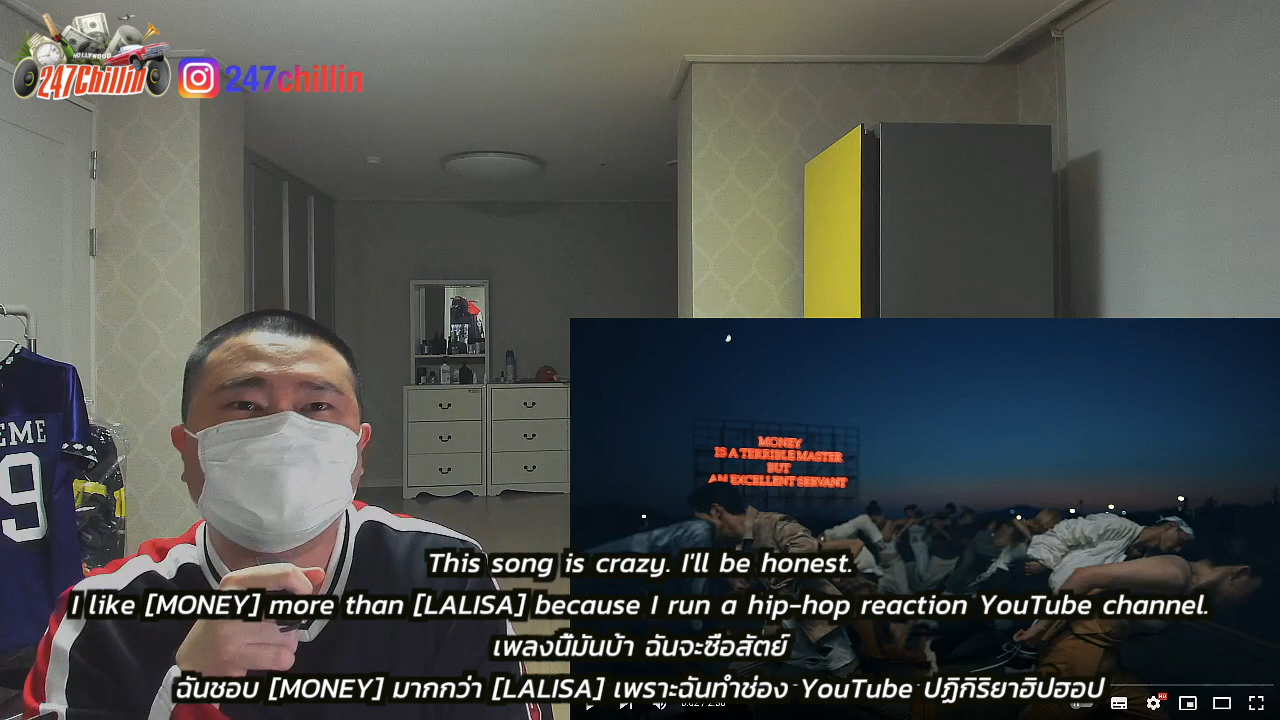 HOLLYWOOD
247Chillin
247chillin
EME
9
MONEY
IS A TERRIBLE MASTER
BUT
AN EXCELLENT SERVANT
This song is crazy. I'll be honest.
I like [MONEY] more than [LALISA] because I run a hip-hop reaction YouTube channel.
เพลงนี้มันบ้า ฉันจะซื่อสัตย์
ฉันชอบ [MONEY] มากกว่า [LALISA] เพราะฉันทำช่อง YouTube ปฏิกิริยาฮิปฮอป
HD